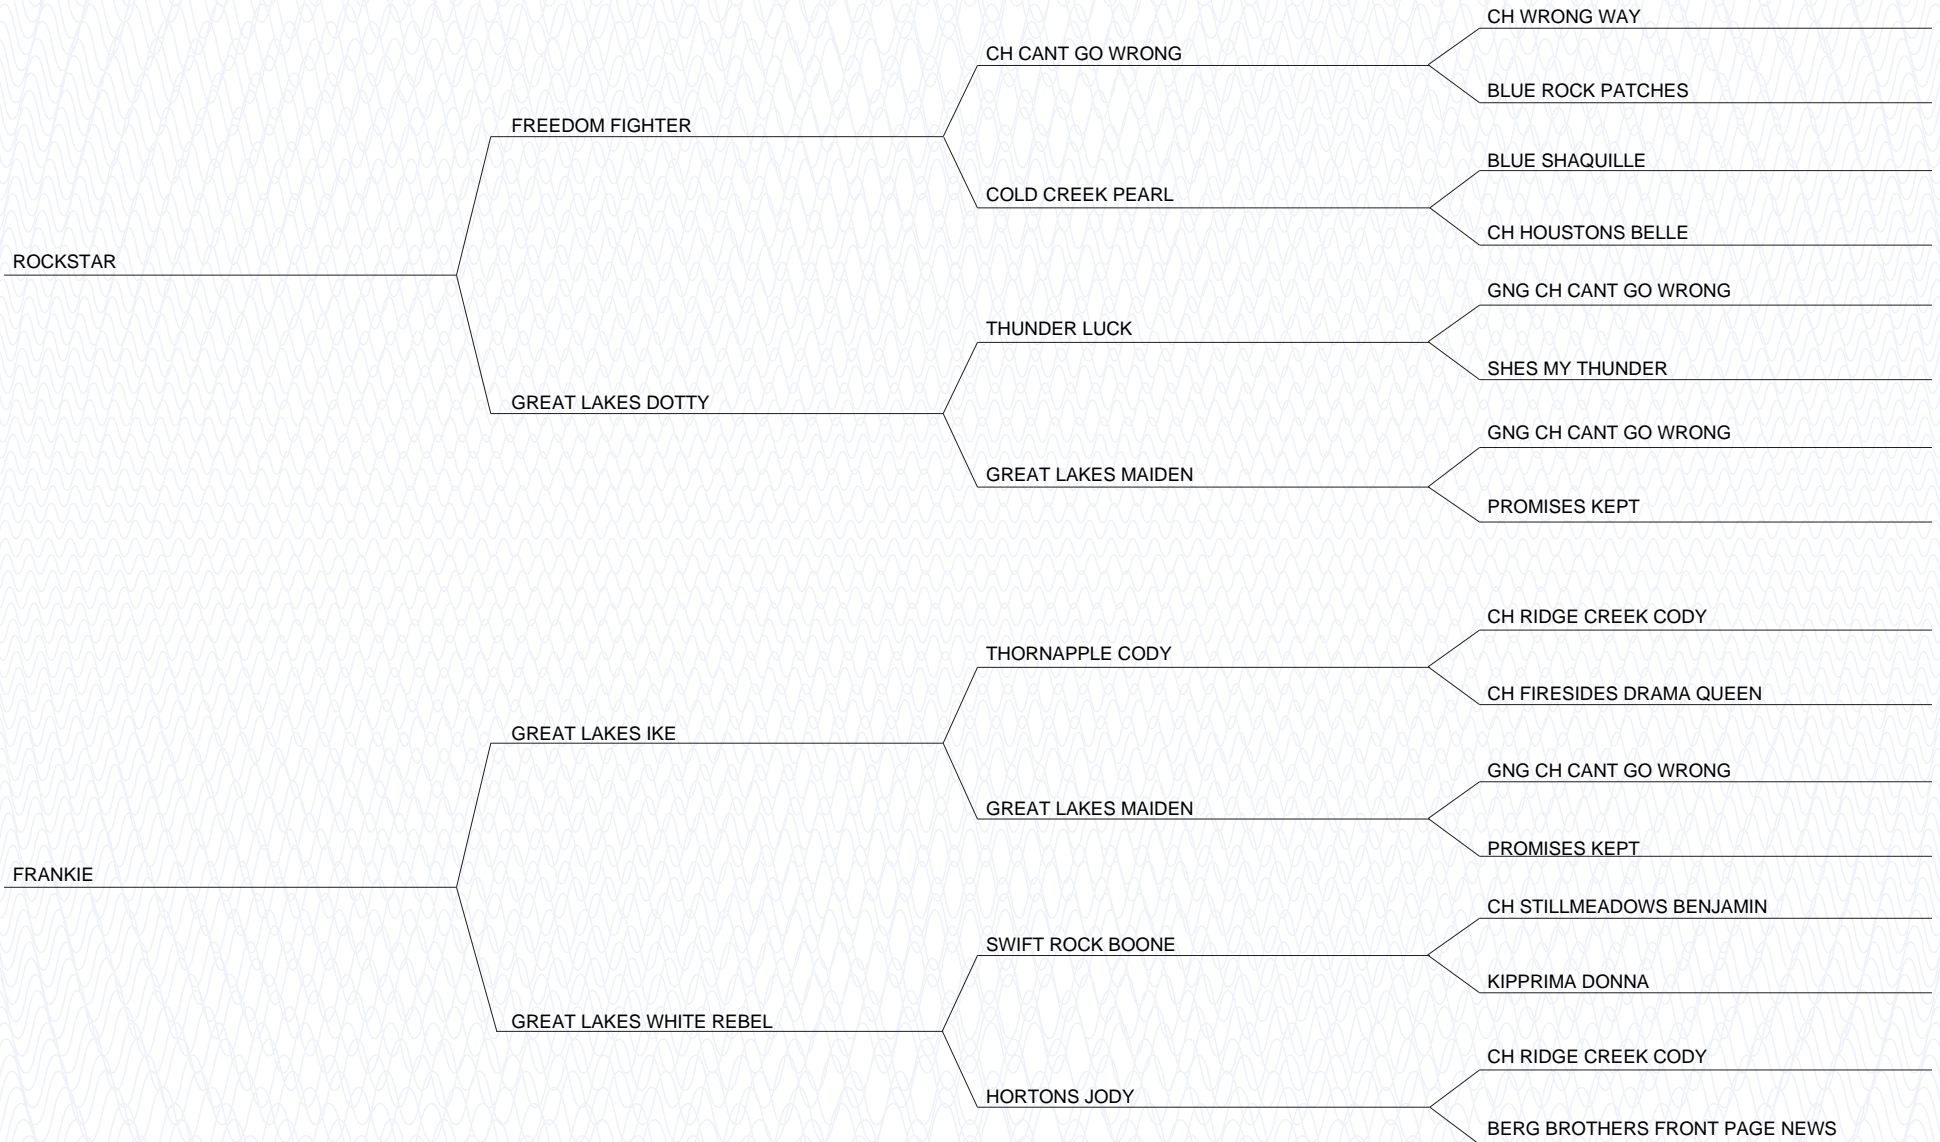 CH WRONG WAY
CH CANT GO WRONG
BLUE ROCK PATCHES
FREEDOM FIGHTER
BLUE SHAQUILLE
COLD CREEK PEARL
CH HOUSTONS BELLE
ROCKSTAR
GNG CH CANT GO WRONG
THUNDER LUCK
SHES MY THUNDER
GREAT LAKES DOTTY
GNG CH CANT GO WRONG
GREAT LAKES MAIDEN
PROMISES KEPT
CH RIDGE CREEK CODY
THORNAPPLE CODY
CH FIRESIDES DRAMA QUEEN
GREAT LAKES IKE
GNG CH CANT GO WRONG
GREAT LAKES MAIDEN
PROMISES KEPT
FRANKIE
CH STILLMEADOWS BENJAMIN
SWIFT ROCK BOONE
KIPPRIMA DONNA
GREAT LAKES WHITE REBEL
CH RIDGE CREEK CODY
HORTONS JODY
BERG BROTHERS FRONT PAGE NEWS